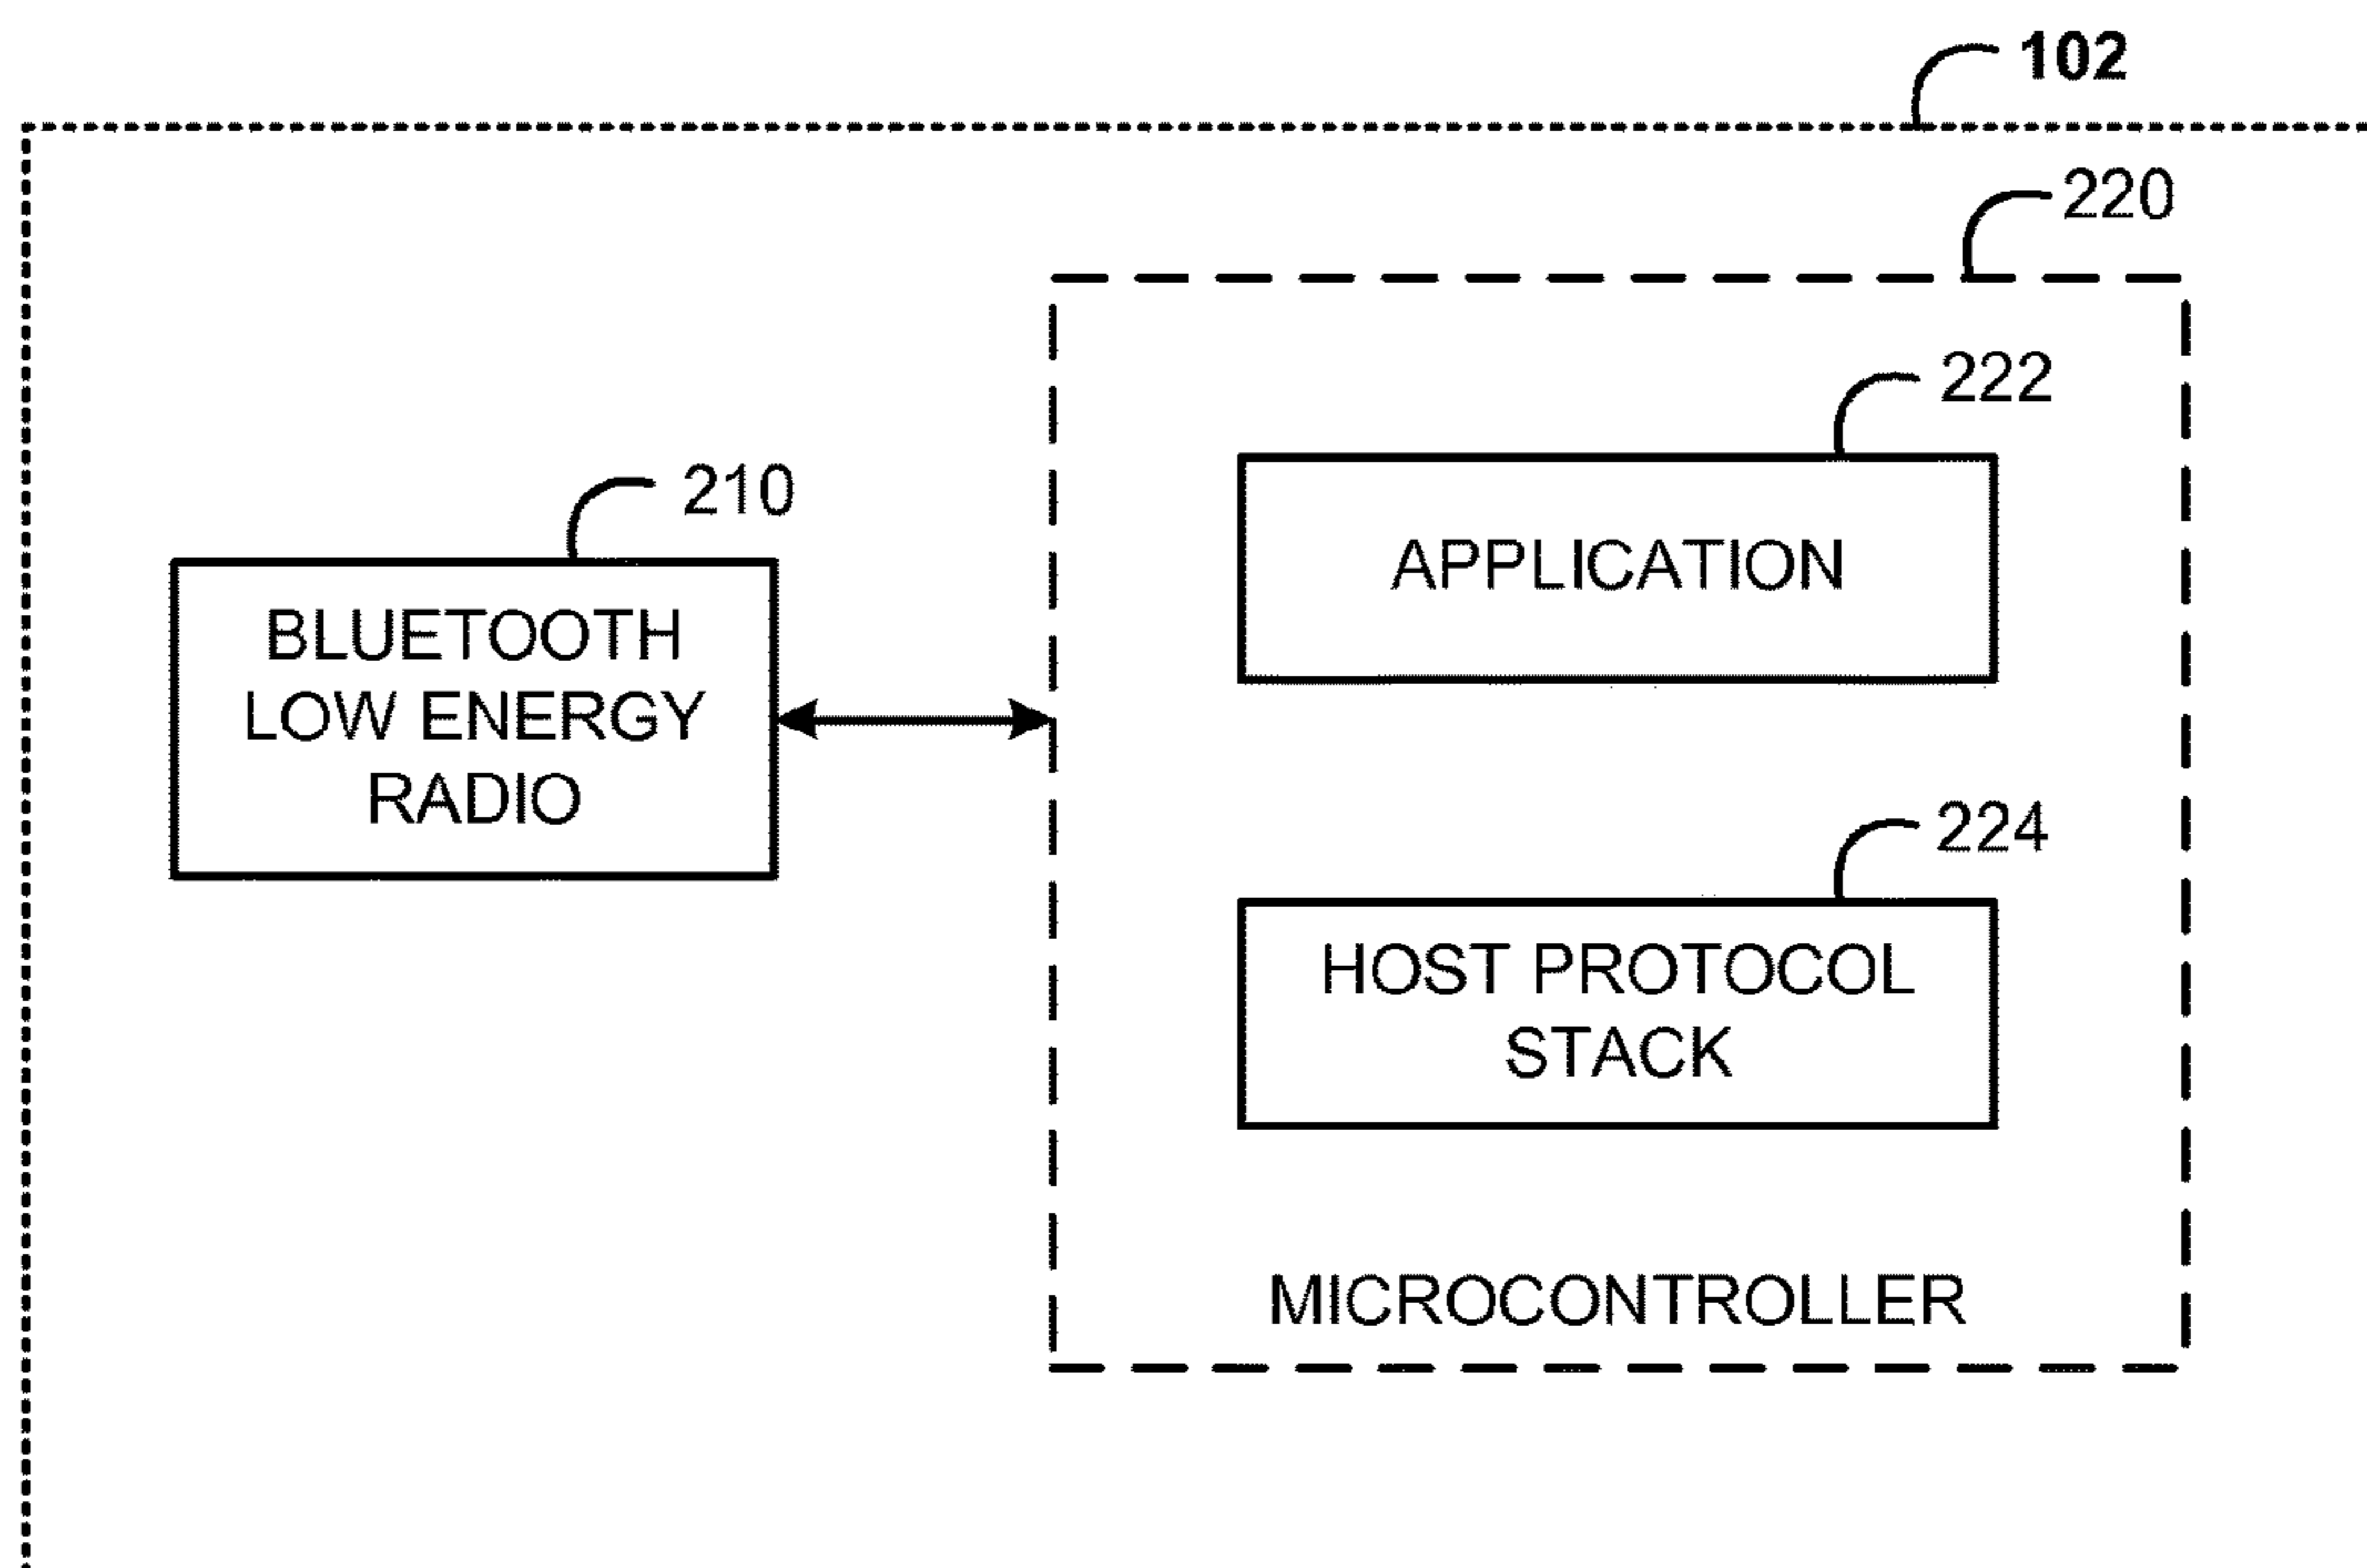 102
220
222
210
APPLICATION
BLUETOOTH
LOW ENERGY
RADIO
224
HOST PROTOCOL
STACK
MICROCONTROLLER